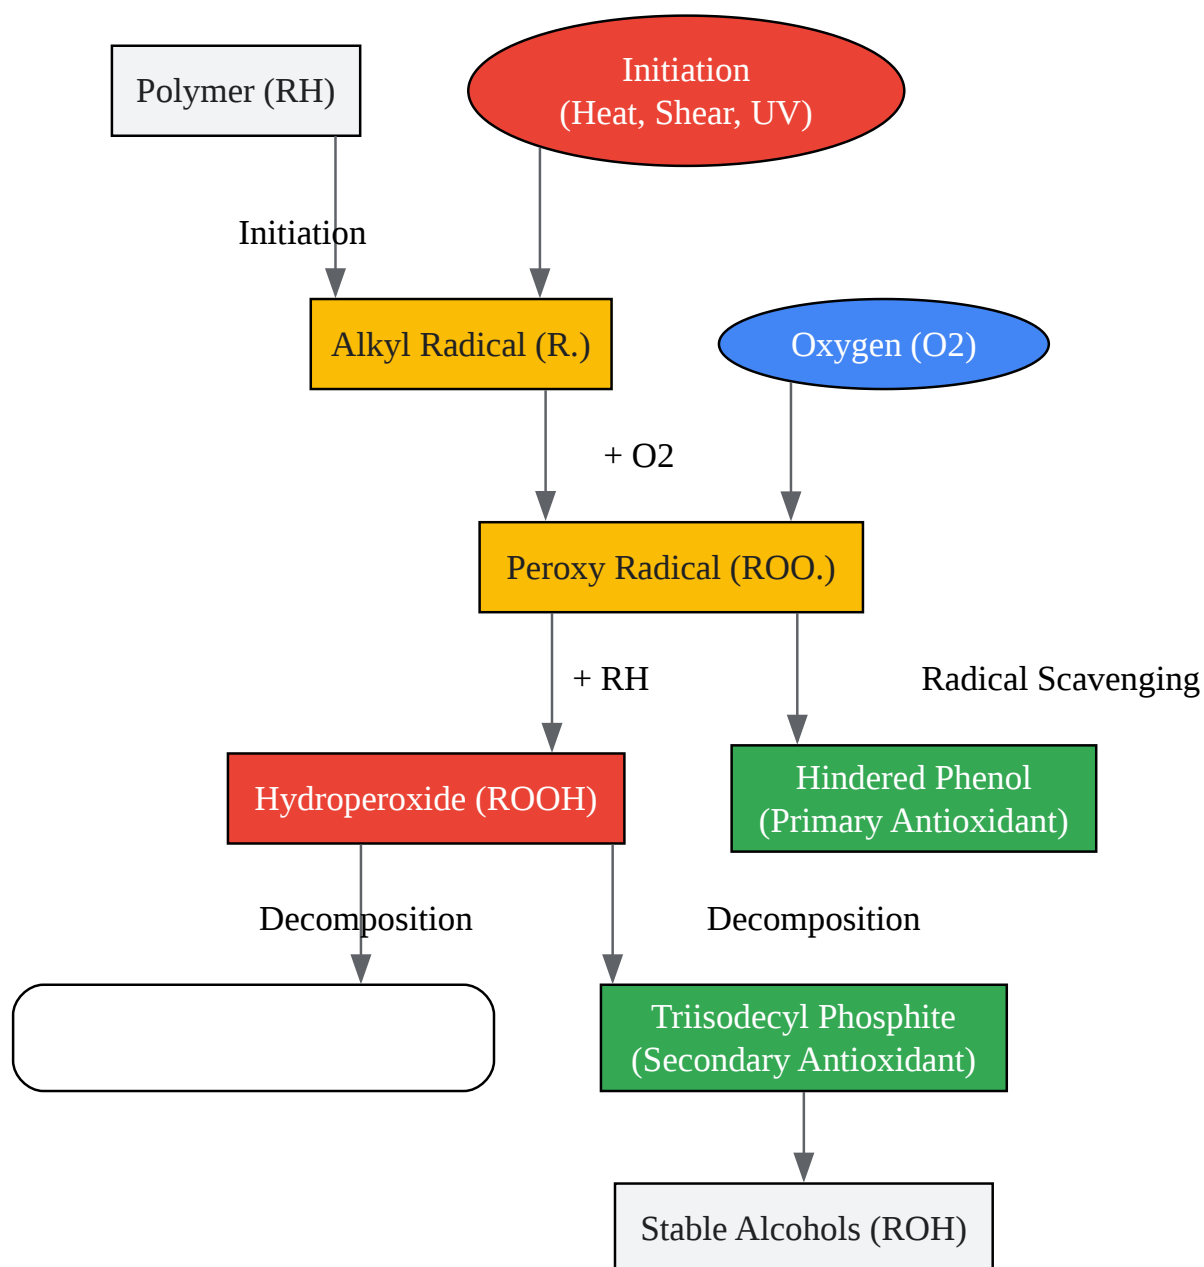 Polymer (RH)
Initiation
(Heat, Shear, UV)
Initiation
Alkyl Radical (R.)
Oxygen (O2)
+ O2
Peroxy Radical (ROO.)
+ RH
Radical Scavenging
Hydroperoxide (ROOH)
Hindered Phenol
(Primary Antioxidant)
Decomposition
Decomposition
Triisodecyl Phosphite
(Secondary Antioxidant)
Stable Alcohols (ROH)